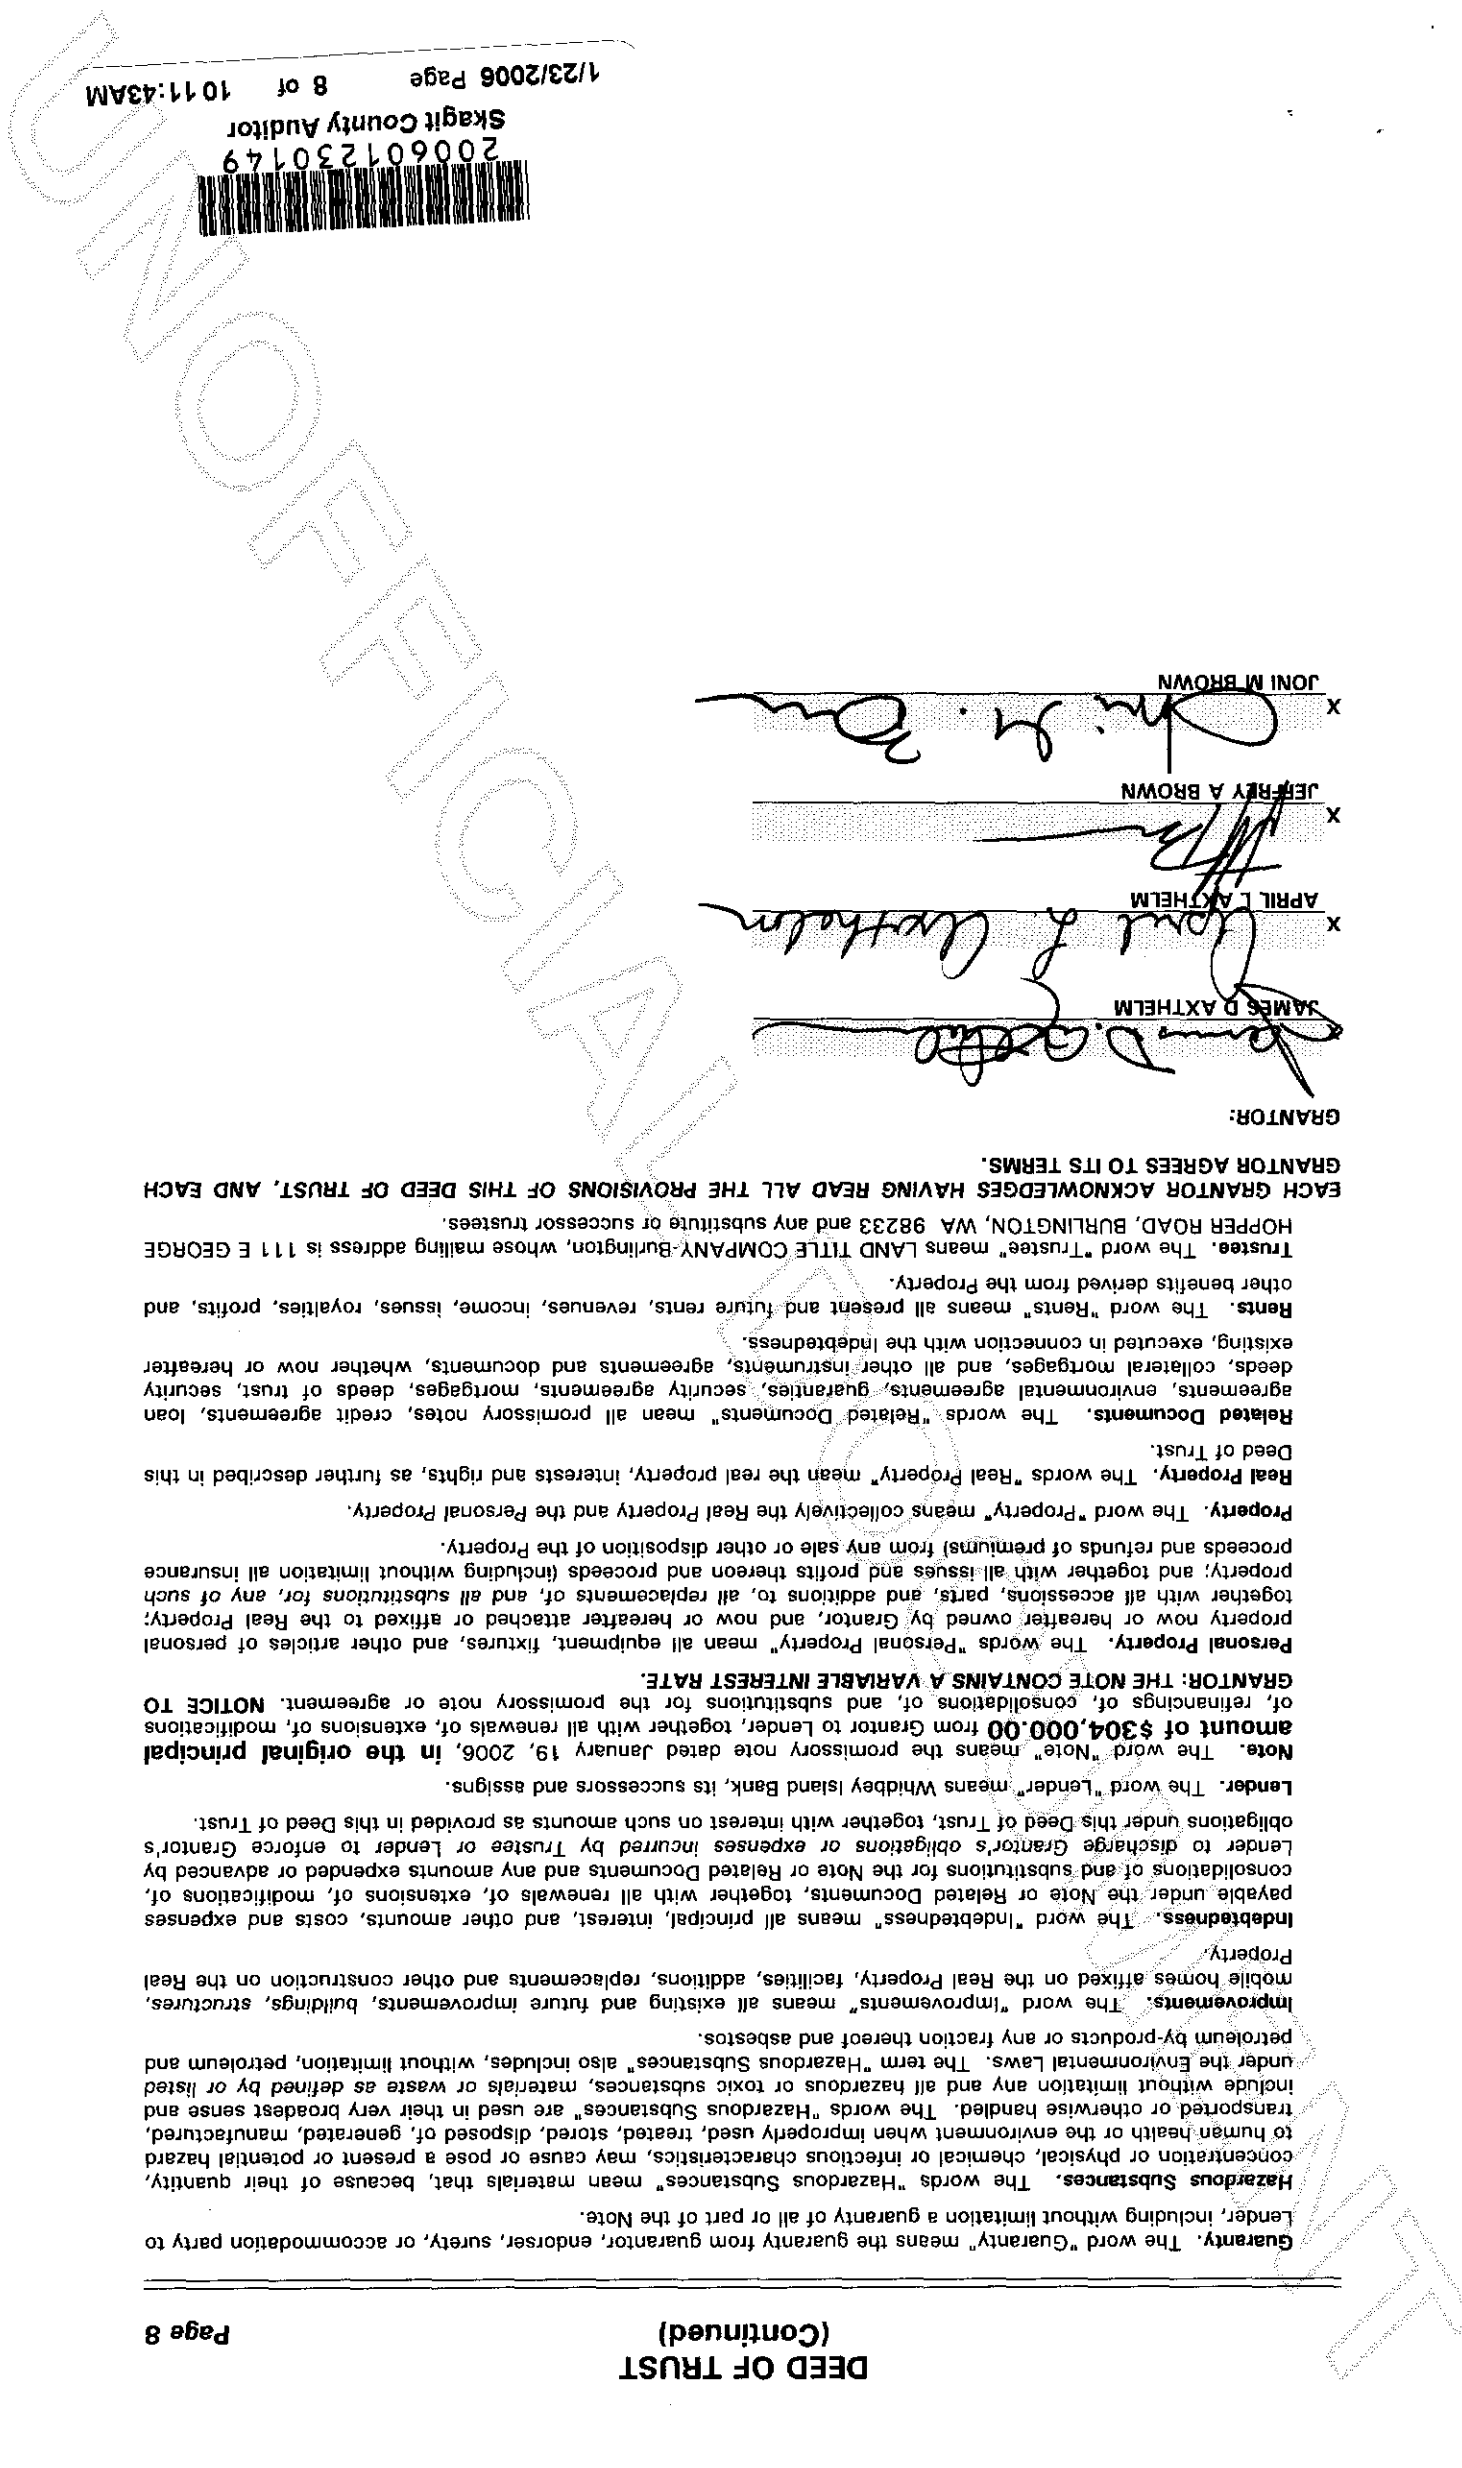 DEED OF TRUST
(Continued)
Page 8
Guaranty. The word "Guaranty" means the guaranty from guarantor, endorser, surety, or accommodation party to
Lender, including without limitation a guaranty of all or part of the Note.
Hazardous Substances. The words "Hazardous Substances" mean materials that, because of their quantity,
concentration or physical, chemical or infectious characteristics, may cause or pose a present or potential hazard
to human health or the environment when improperly used, treated, stored, disposed of, generated, manufactured,
transported or otherwise handled. The words "Hazardous Substances" are used in their very broadest sense and
include without limitation any and all hazardous or toxic substances, materials or waste as defined by or listed
under the Environmental Laws. The term "Hazardous Substances" also includes, without limitation, petroleum and
petroleum by-products or any fraction thereof and asbestos.
Improvements. The word "Improvements" means all existing and future improvements, buildings, structures,
mobile homes affixed on the Real Property, facilities, additions, replacements and other construction on the Real
Property.
Indebtedness. The word "Indebtedness" means all principal, interest, and other amounts, costs and expenses
payable under the Note or Related Documents, together with all renewals of, extensions of, modifications of,
consolidations of and substitutions for the Note or Related Documents and any amounts expended or advanced by
Lender to discharge Grantor's obligations or expenses incurred by Trustee or Lender to enforce Grantor's
obligations under this Deed of Trust, together with interest on such amounts as provided in this Deed of Trust.
Lender. The word "Lender" means Whidbey Island Bank, its successors and assigns.
Note. The word "Note" means the promissory note dated January 19, 2006, in the original principal
amount of $304,000.00 from Grantor to Lender, together with all renewals of, extensions of, modifications
of, refinancings of, consolidations of, and substitutions for the promissory note or agreement. NOTICE TO
GRANTOR: THE NOTE CONTAINS A VARIABLE INTEREST RATE.
Personal Property. The words "Personal Property" mean all equipment, fixtures, and other articles of personal
property now or hereafter owned by Grantor, and now or hereafter attached or affixed to the Real Property;
together with all accessions, parts, and additions to, all replacements of, and all substitutions for, any of such
property; and together with all issues and profits thereon and proceeds (including without limitation all insurance
proceeds and refunds of premiums) from any sale or other disposition of the Property.
Property. The word "Property" means collectively the Real Property and the Personal Property.
Real Property. The words "Real Property" mean the real property, interests and rights, as further described in this
Deed of Trust.
Related Documents. The words "Related Documents" mean all promissory notes, credit agreements, loan
agreements, environmental agreements, guaranties, security agreements, mortgages, deeds of trust, security
deeds, collateral mortgages, and all other instruments, agreements and documents, whether now or hereafter
existing, executed in connection with the Indebtedness.
Rents. The word "Rents" means all present and future rents, revenues, income, issues, royalties, profits, and
other benefits derived from the Property.
Trustee. The word "Trustee" means LAND TITLE COMPANY-Burlington, whose mailing address is 111 E GEORGE
HOPPER ROAD, BURLINGTON, WA 98233 and any substitute or successor trustees.
EACH GRANTOR ACKNOWLEDGES HAVING READ ALL THE PROVISIONS OF THIS DEED OF TRUST, AND EACH
GRANTOR AGREES TO ITS TERMS.
GRANTOR:
James D. Axthelm
JAMES D AXTHELM
X April L Axthelm
APRIL L AXTHELM
X
JEFFREY A BROWN
X Joni M. Brown
JONI M BROWN
200601230149
Skagit County Auditor
1/23/2006 Page 8 of 10 11:43AM
UNOFFICIAL DOCUMENT